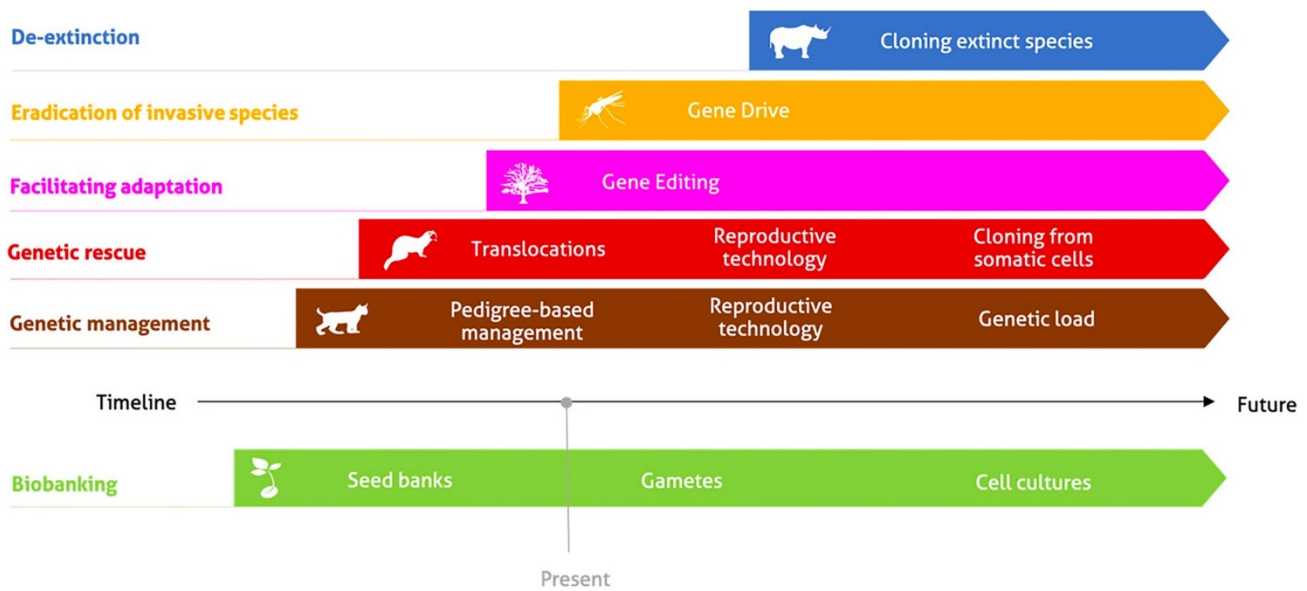 De-extinction
Cloning extinct species
Eradication of invasive species
Gene Drive
Facilitating adaptation
Gene Editing
Genetic rescue
Translocations
Reproductive
technology
Cloning from
somatic cells
Genetic management
Pedigree-based
management
Reproductive
technology
Genetic load
Timeline
Future
Biobanking
Seed banks
Gametes
Cell cultures
Present